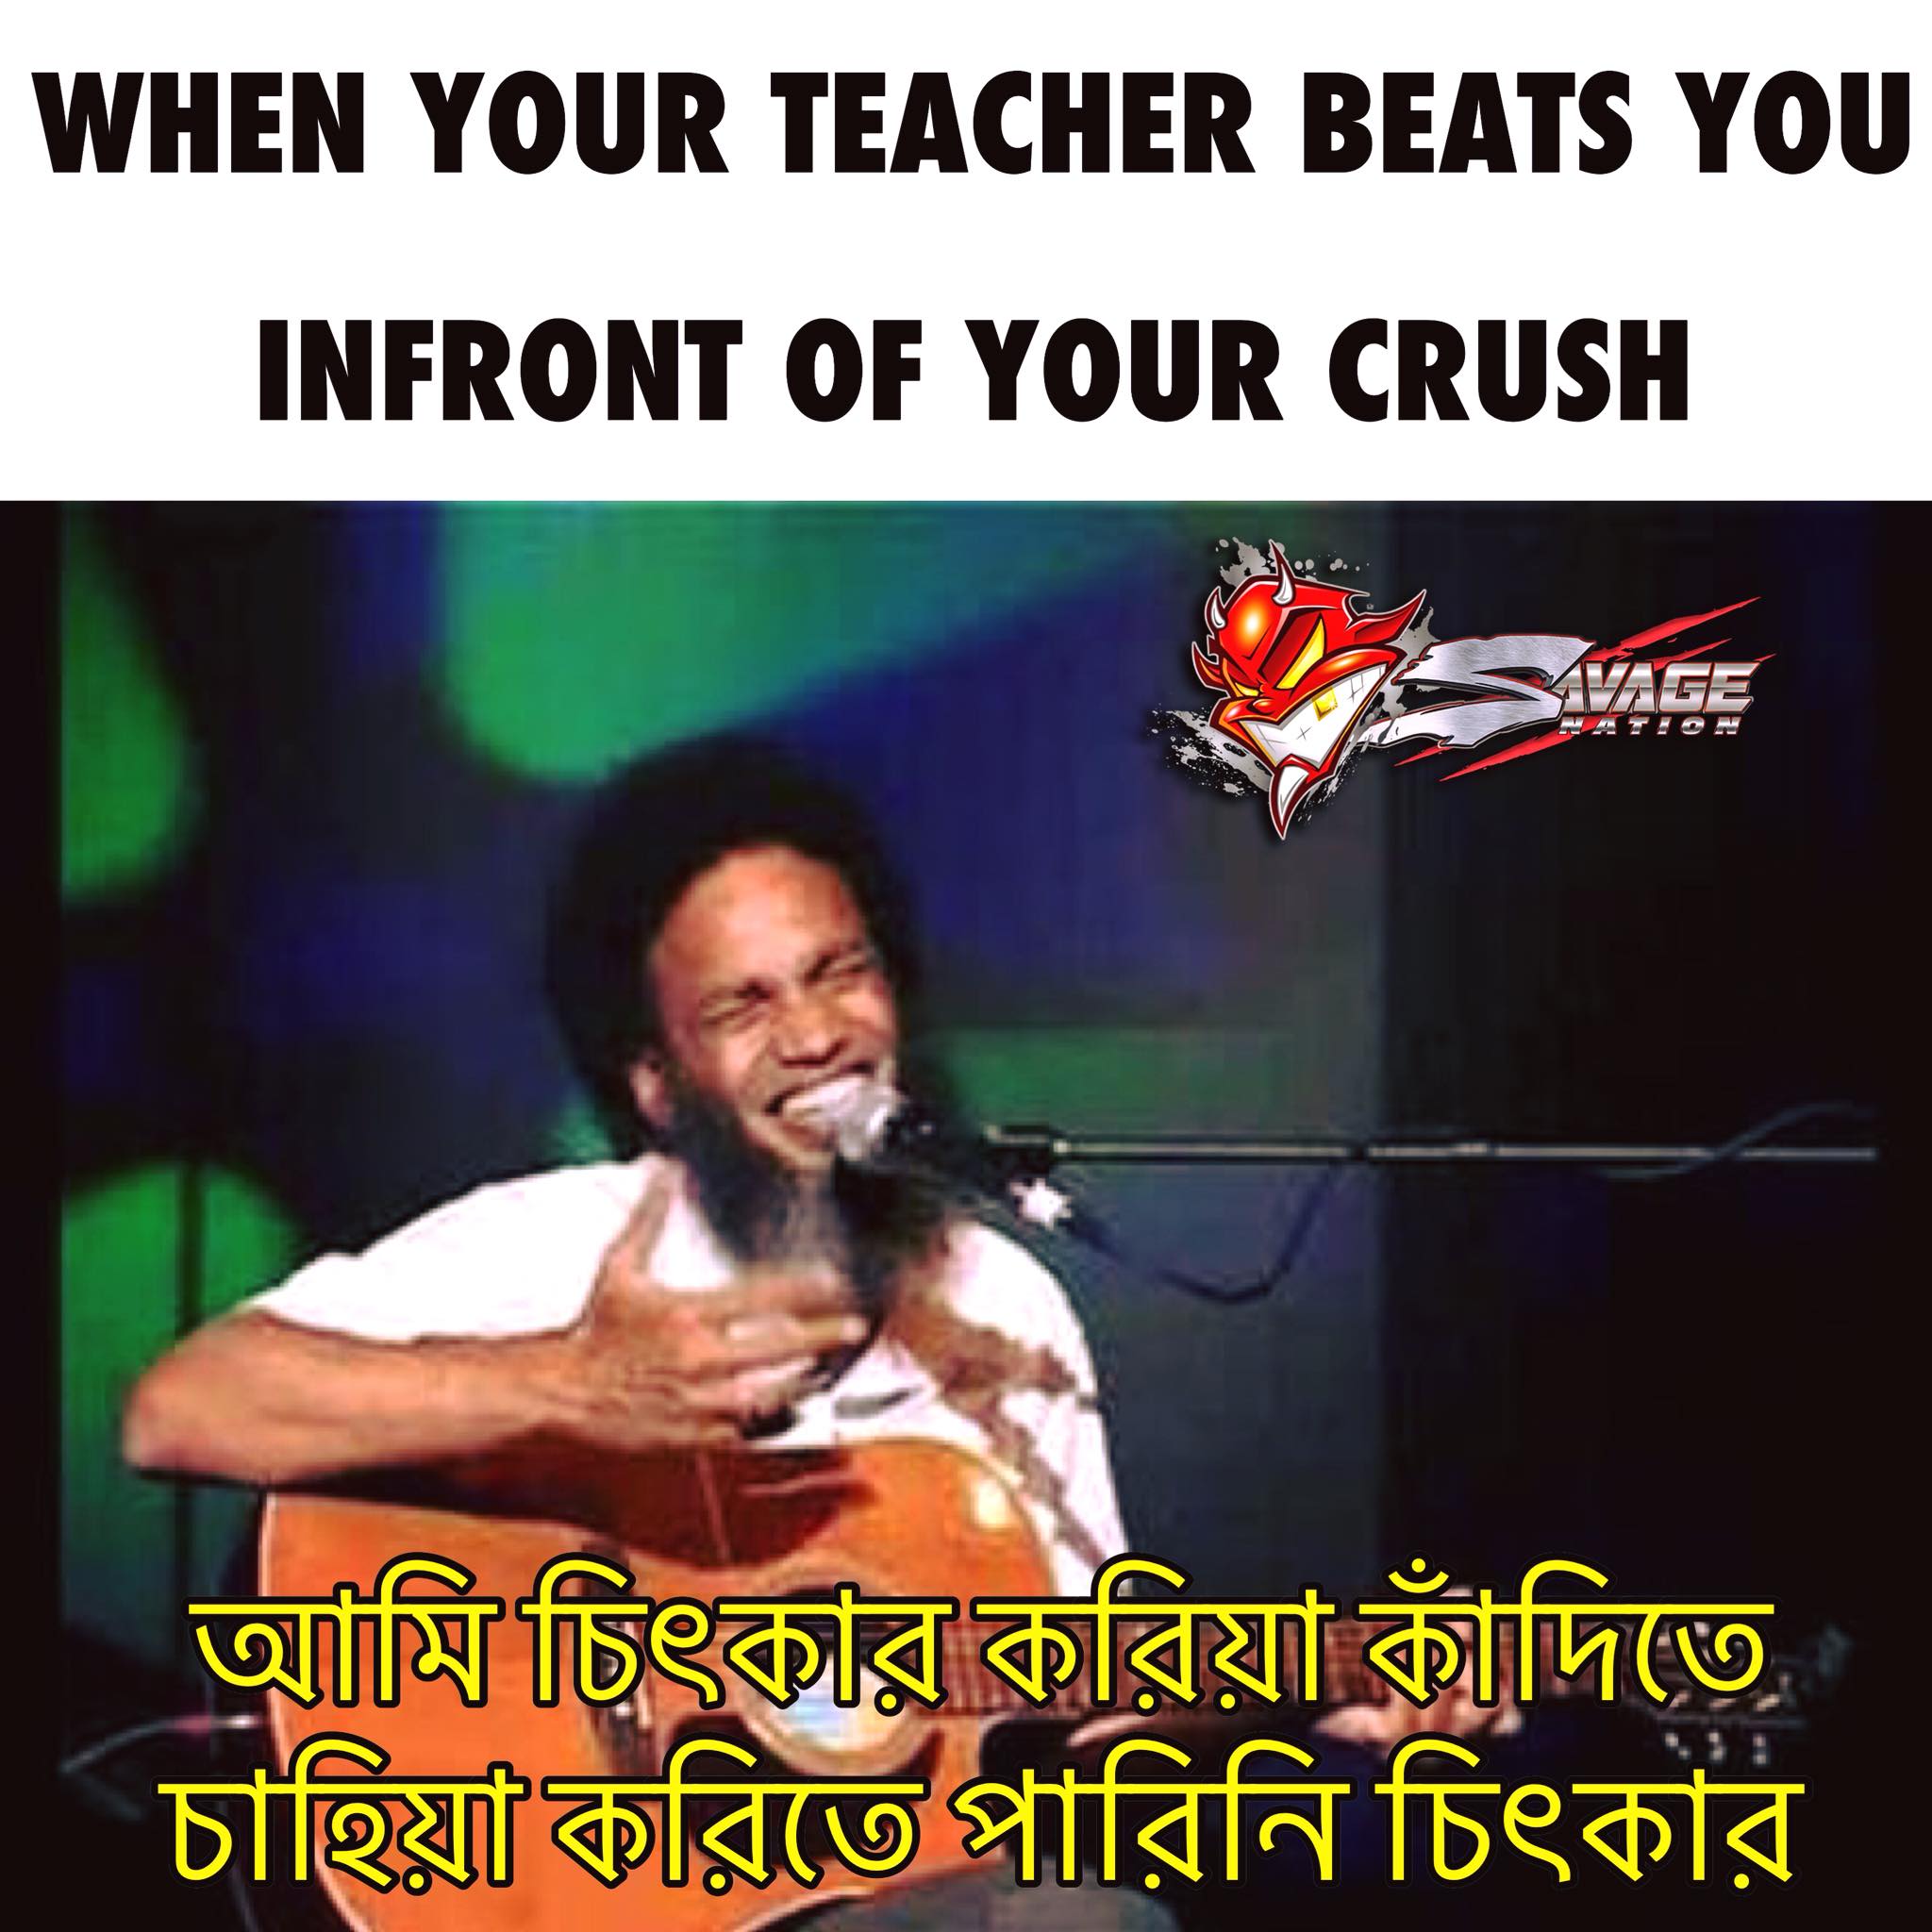 WHEN YOUR TEACHER BEATS YOU
INFRONT OF YOUR CRUSH
SAVAGE
NATION
আমি চিৎকার করিয়া কাঁদিতে
চাহিয়া করিতে পারিনি চিৎকার